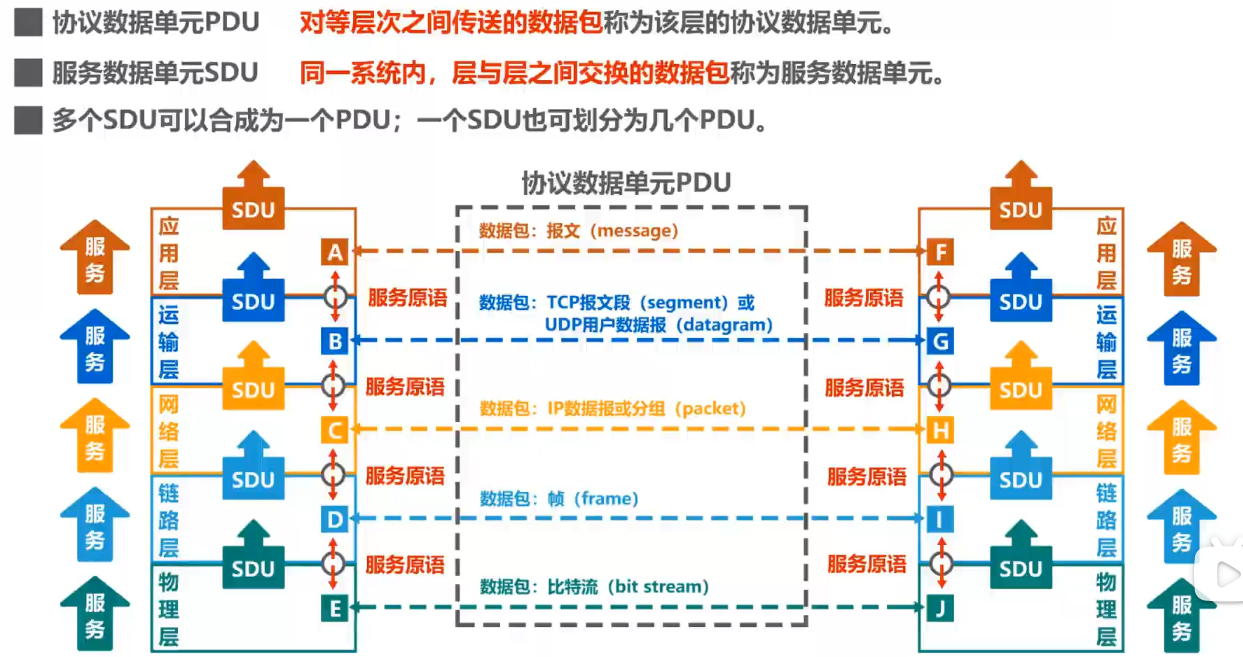 协议数据单元PDU 对等层次之间传送的数据包称为该层的协议数据单元。
服务数据单元SDU 同一系统内，层与层之间交换的数据包称为服务数据单元。
多个SDU可以合成为一个PDU；一个SDU也可划分为几个PDU。
协议数据单元PDU
SDU
SDU
服务
应用层
A
数据包：报文（message）
F
应用层
服务
SDU
服务原语
数据包：TCP报文段（segment）或
UDP用户数据报（datagram）
服务原语
SDU
服务
运输层
B
G
运输层
服务
SDU
服务原语
服务原语
SDU
服务
网络层
C
数据包：IP数据报或分组（packet）
H
网络层
服务
SDU
服务原语
服务原语
SDU
服务
链路层
D
数据包：帧（frame）
I
链路层
服务
SDU
服务原语
服务原语
SDU
服务
物理层
E
数据包：比特流（bit stream）
J
物理层
服务